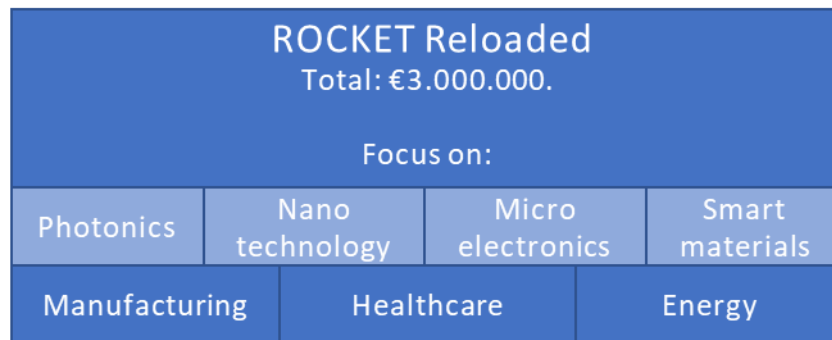 ROCKET Reloaded
Total: €3.000.000.
Focus on:
Photonics
Nano
technology
Micro
electronics
Smart
materials
Manufacturing
Healthcare
Energy